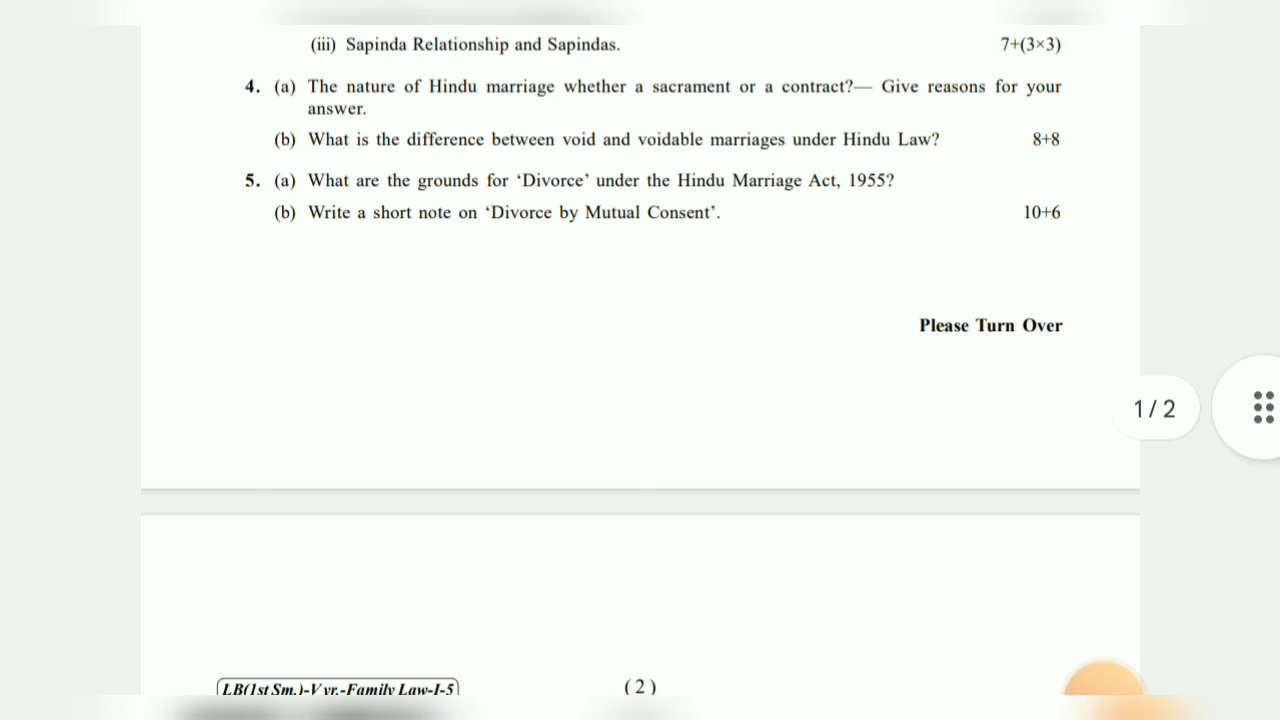 (iii) Sapinda Relationship and Sapindas. 7+(3×3)
4. (a) The nature of Hindu marriage whether a sacrament or a contract?— Give reasons for your
answer.
(b) What is the difference between void and voidable marriages under Hindu Law? 8+8
5. (a) What are the grounds for ‘Divorce’ under the Hindu Marriage Act, 1955?
(b) Write a short note on ‘Divorce by Mutual Consent’. 10+6
Please Turn Over
1 / 2
LB(1st Sm.)-V yr.-Family Law-I-5 (2)